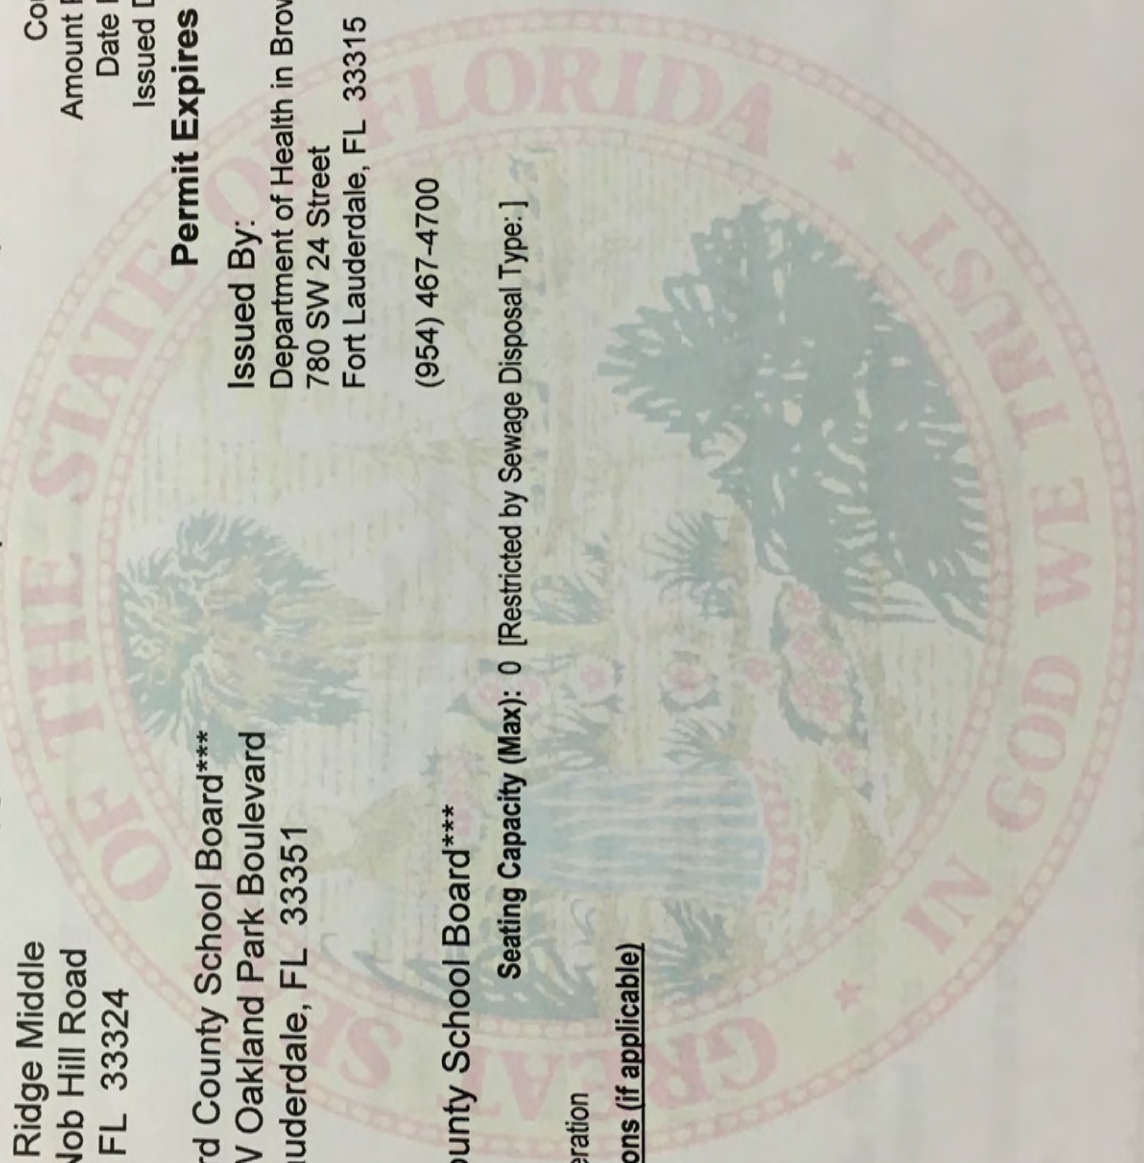 Ridge Middle
Nob Hill Road
FL 33324
Co
Amount
Date
Issued D
Permit Expires
rd County School Board***
Oakland Park Boulevard
auderdale, FL 33351
Issued By:
Department of Health in Brow
780 SW 24 Street
Fort Lauderdale, FL 33315
(954) 467-4700
ounty School Board***
Seating Capacity (Max): 0 [Restricted by Sewage Disposal Type: ]
eration
ons (if applicable)
GREAT SE OF THE STATE OF FLORIDA
IN GOD WE TRUST